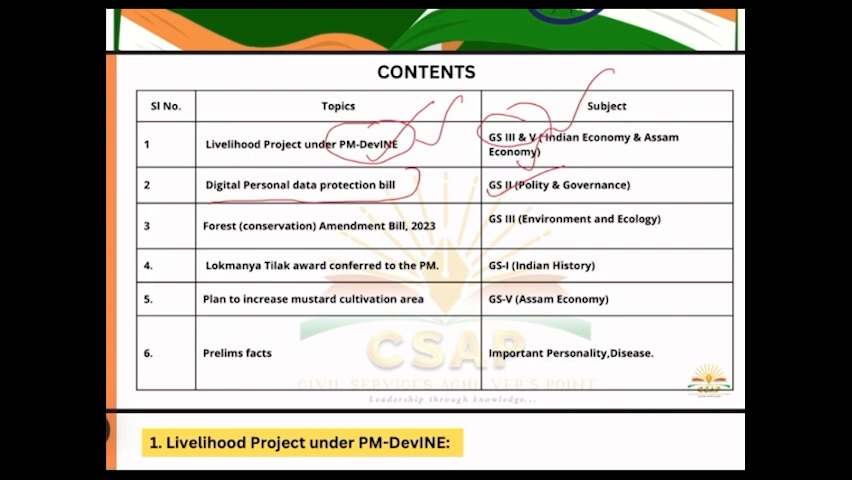 CONTENTS
Sl No. Topics Subject
1 Livelihood Project under PM-DevINE GS III & V ( Indian Economy & Assam
Economy)
2 Digital Personal data protection bill GS II (Polity & Governance)
3 Forest (conservation) Amendment Bill, 2023 GS III (Environment and Ecology)
4. Lokmanya Tilak award conferred to the PM. GS-I (Indian History)
5. Plan to increase mustard cultivation area GS-V (Assam Economy)
6. Prelims facts Important Personality,Disease.
CSAP
CIVIL SERVICES ACHIEVER'S POINT
Leadership through knowledge...
CSAP
1. Livelihood Project under PM-DevINE: